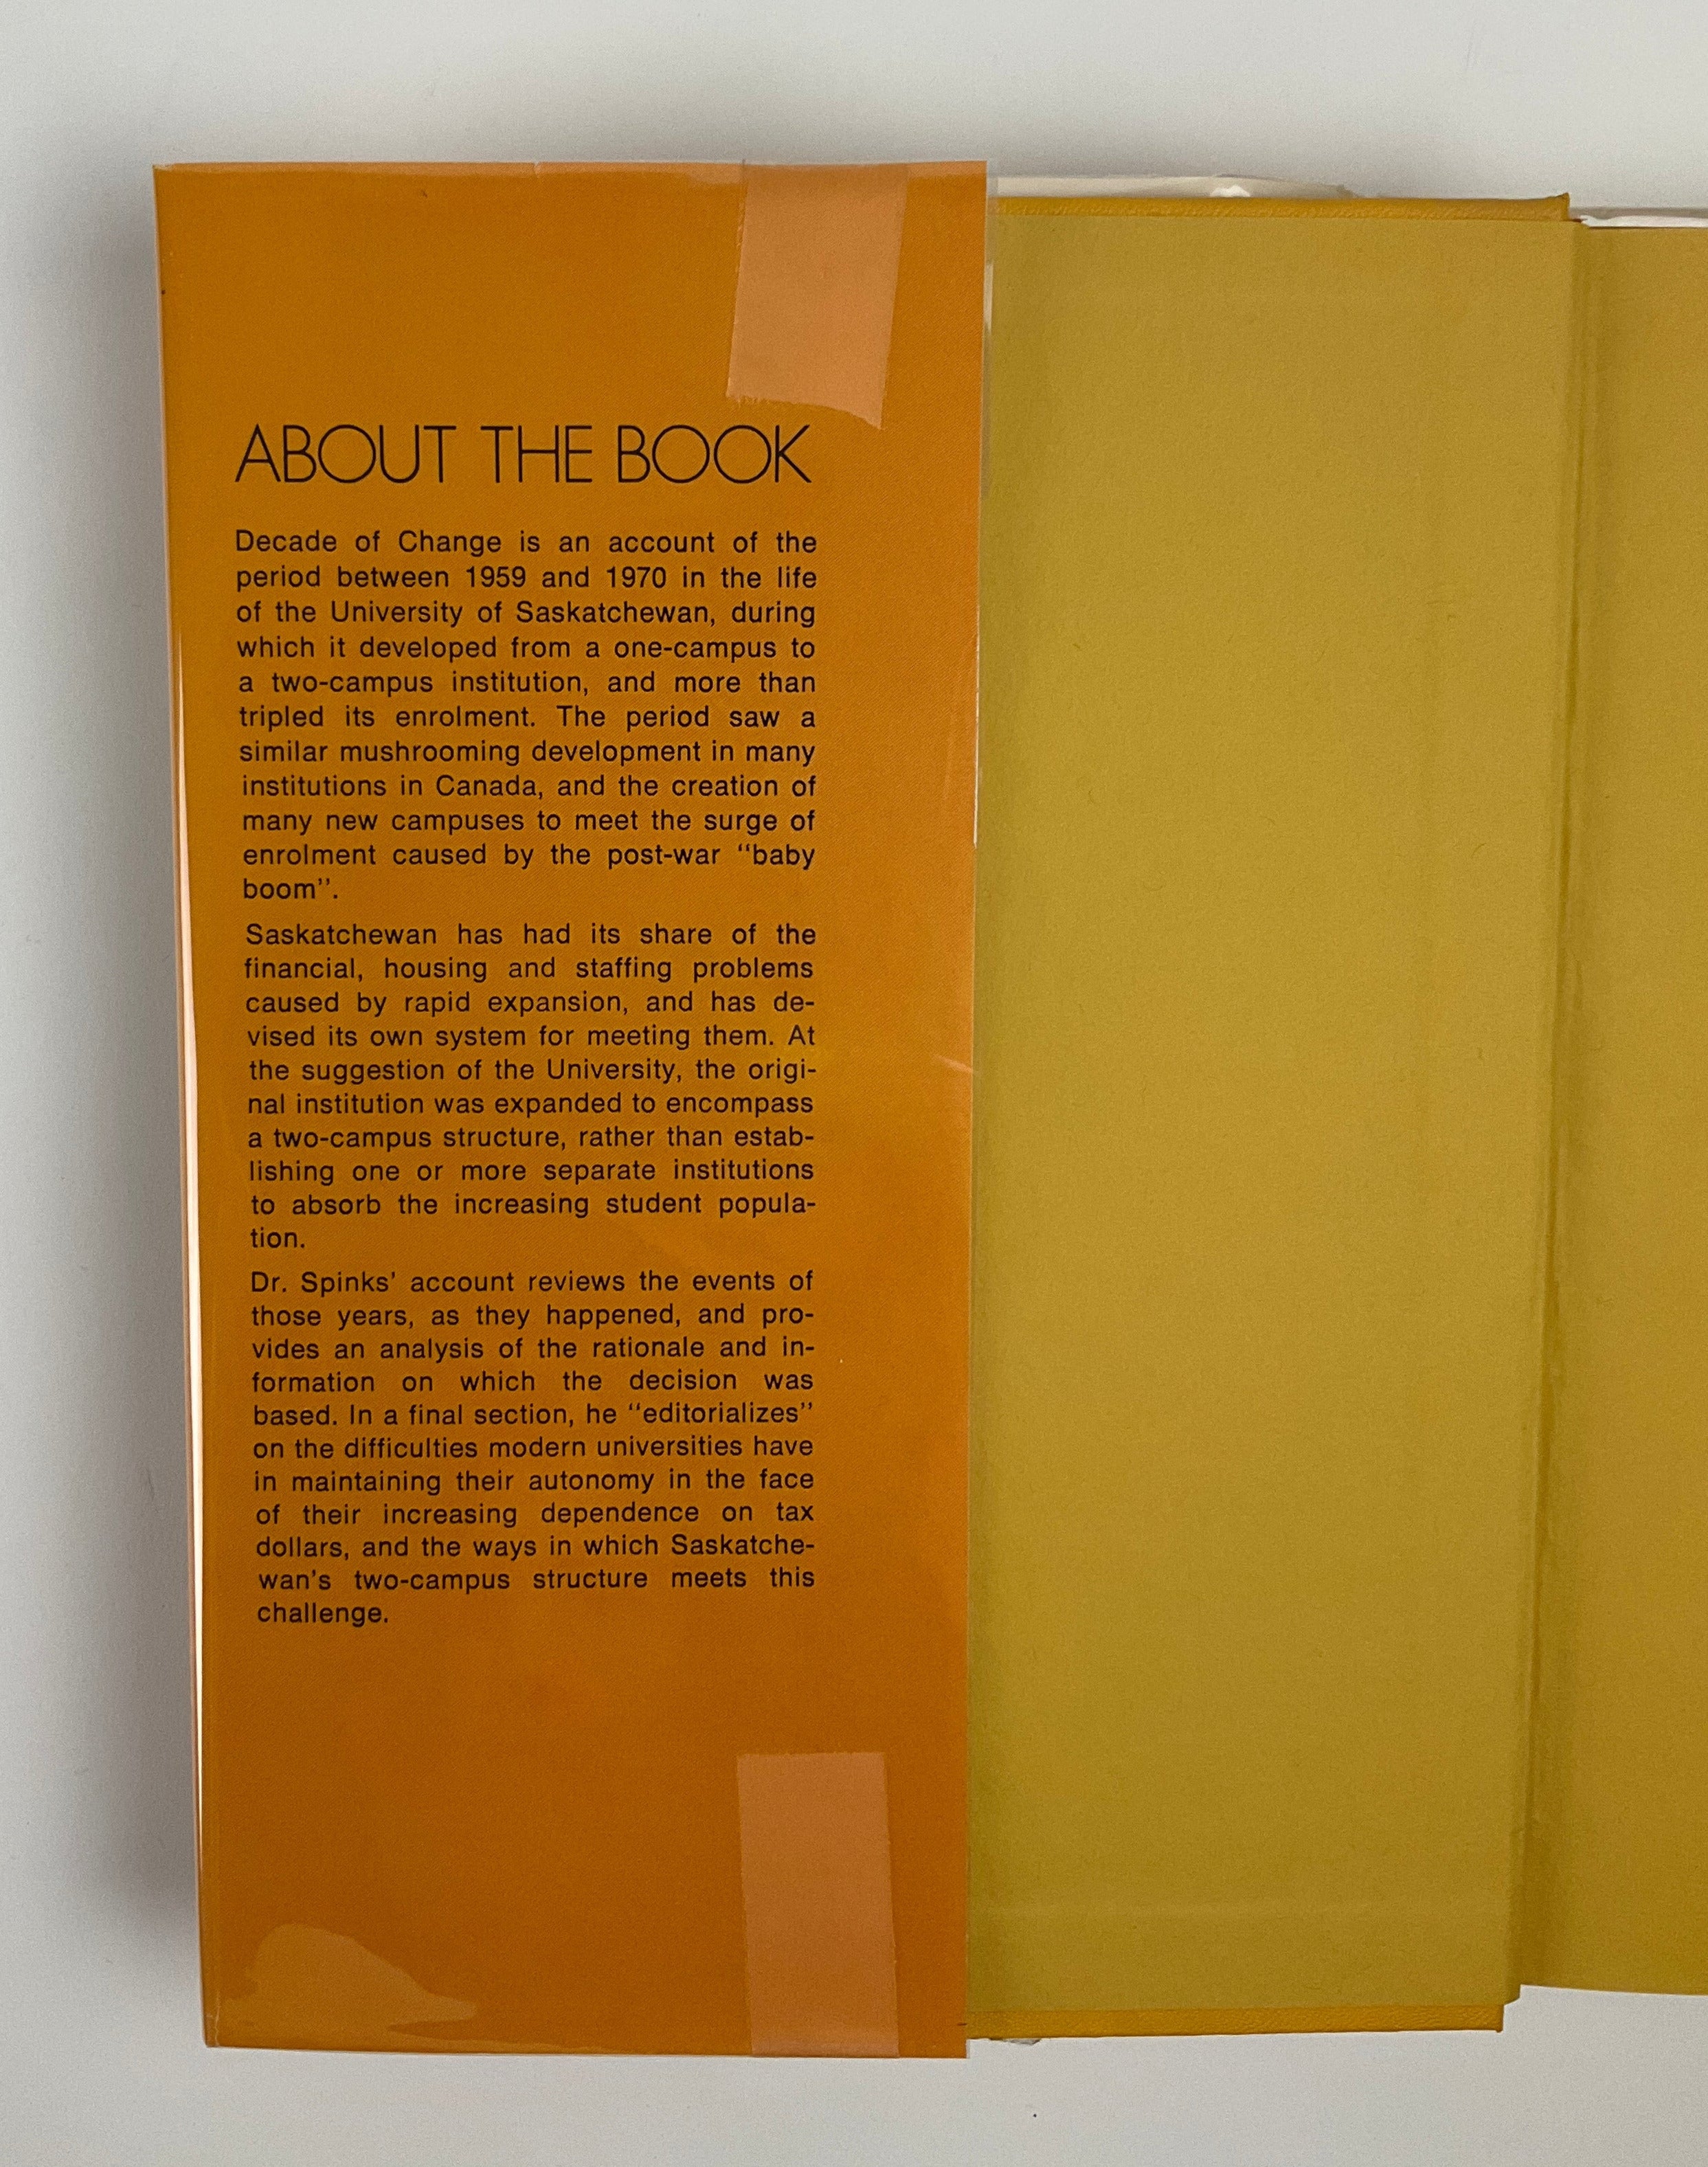 ABOUT THE BOOK
Decade of Change is an account of the
period between 1959 and 1970 in the life
of the University of Saskatchewan, during
which it developed from a one-campus to
a two-campus institution, and more than
tripled its enrolment. The period saw a
similar mushrooming development in many
institutions in Canada, and the creation of
many new campuses to meet the surge of
enrolment caused by the post-war “baby
boom”.
Saskatchewan has had its share of the
financial, housing and staffing problems
caused by rapid expansion, and has de-
vised its own system for meeting them. At
the suggestion of the University, the origi-
nal institution was expanded to encompass
a two-campus structure, rather than estab-
lishing one or more separate institutions
to absorb the increasing student popula-
tion.
Dr. Spinks’ account reviews the events of
those years, as they happened, and pro-
vides an analysis of the rationale and in-
formation on which the decision was
based. In a final section, he “editorializes”
on the difficulties modern universities have
in maintaining their autonomy in the face
of their increasing dependence on tax
dollars, and the ways in which Saskatche-
wan’s two-campus structure meets this
challenge.